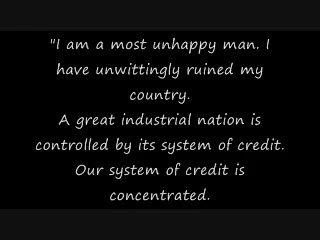 "I am a most unhappy man. I
have unwittingly ruined my
country.
A great industrial nation is
controlled by its system of credit.
Our system of credit is
concentrated.